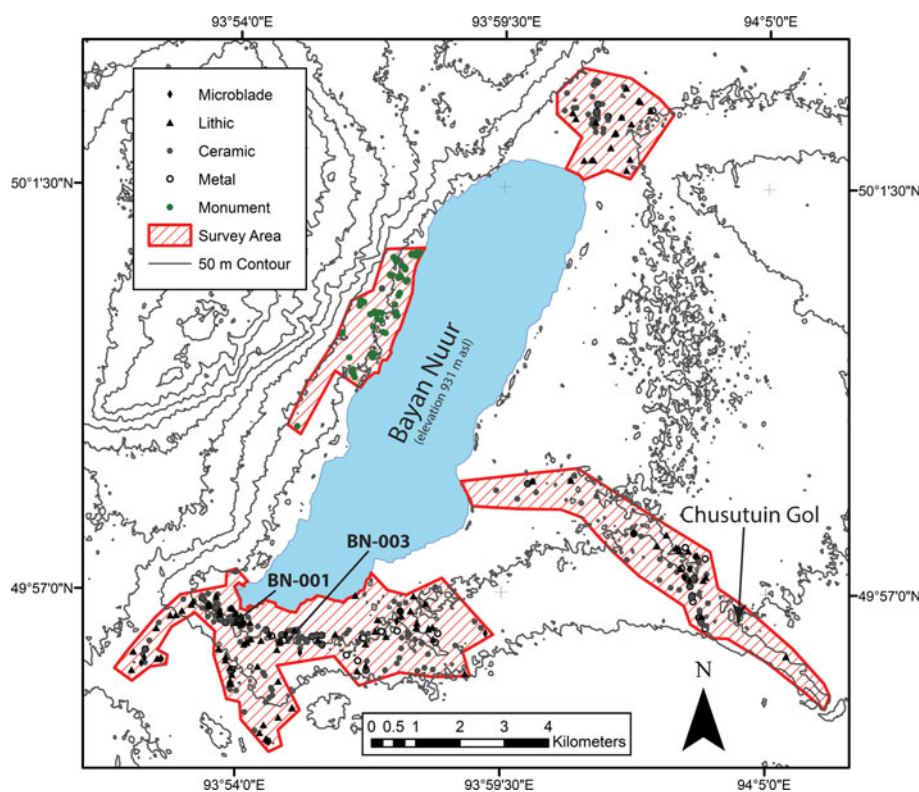 93°54'0"E 93°59'30"E 94°5'0"E
Microblade
Lithic
Ceramic
Metal
Monument
Survey Area
50 m Contour
50°1'30"N 50°1'30"N
Bayan Nuur
(elevation 931 m asl)
Chusutuin Gol
BN-003
BN-001
49°57'0"N 49°57'0"N
N
0 0.5 1 2 3 4
Kilometers
93°54'0"E 93°59'30"E 94°5'0"E